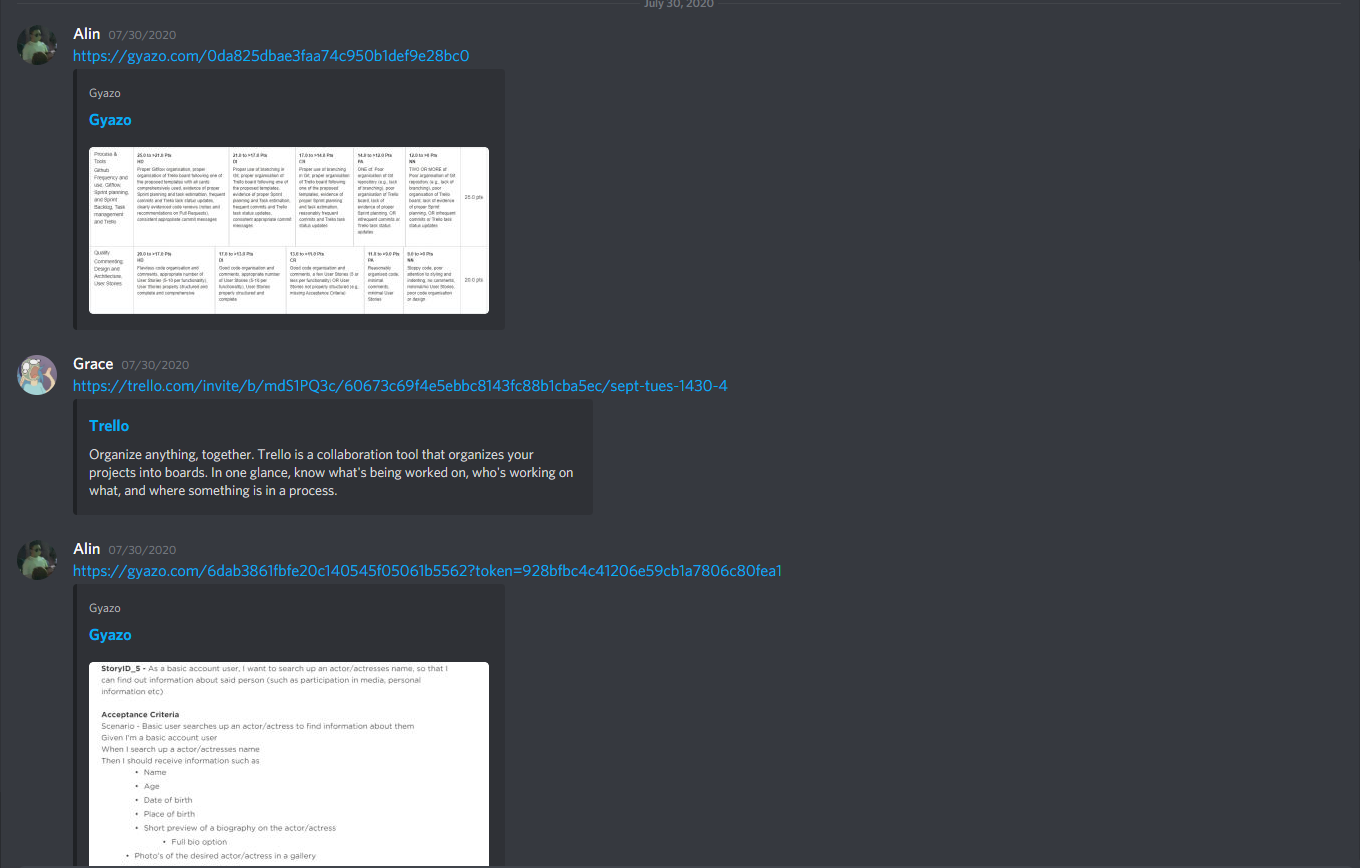 July 30, 2020
Alin 07/30/2020
https://gyazo.com/0da825dbae3faa74c950b1def9e28bc0
Gyazo
Gyazo
Process &
Tools
Github
Frequency and
use, Gitflow,
Sprint planning,
and Sprint
Backlog, Task
management
and Trello
25.0 to >21.0 Pts
HD
Proper Gitflow organisation, proper
organisation of Trello board following one of
the proposed templates with all cards
comprehensively used, evidence of proper
Sprint planning and task estimation, frequent
commits and Trello task status updates,
clearly evidenced code reviews (notes and
recommendations on Pull Requests),
consistent appropriate commit messages
21.0 to >17.0 Pts
DI
Proper use of branching in
Git, proper organisation of
Trello board following one of
the proposed templates,
evidence of proper Sprint
planning and Task estimation,
frequent commits and Trello
task status updates,
consistent appropriate commit
messages
17.0 to >14.0 Pts
CR
Proper use of branching
in Git, proper organisation
of Trello board following
one of the proposed
templates, evidence of
proper Sprint planning
and task estimation,
reasonably frequent
commits and Trello task
status updates
14.0 to >12.0 Pts
PA
ONE of: Poor
organisation of Git
repository (e.g., lack
of branching), poor
organisation of Trello
board, lack of
evidence of proper
Sprint planning, OR
infrequent commits or
Trello task status
updates
12.0 to >0 Pts
NN
TWO OR MORE of
Poor organisation of Git
repository (e.g., lack of
branching), poor
organisation of Trello
board, lack of evidence
of proper Sprint
planning, OR infrequent
commits or Trello task
status updates
25.0 pts
Quality
Commenting,
Design and
Architecture,
User Stories
20.0 to >17.0 Pts
HD
Flawless code organisation and
comments, appropriate number of
User Stories (5-10 per functionality),
User Stories properly structured and
complete and comprehensive
17.0 to >13.0 Pts
DI
Good code organisation and
comments, appropriate number
of User Stories (5-10 per
functionality), User Stories
properly structured and
complete
13.0 to >11.0 Pts
CR
Good code organisation and
comments, a few User Stories (5 or
less per functionality) OR User
Stories not properly structured (e.g.,
missing Acceptance Criteria)
11.0 to >9.0 Pts
PA
Reasonably
organised code,
minimal
comments,
minimal User
Stories
9.0 to >0 Pts
NN
Sloppy code, poor
attention to styling and
indenting, no comments,
minimal/no User Stories,
poor code organisation
or design
20.0 pts
Grace 07/30/2020
https://trello.com/invite/b/mdS1PQ3c/60673c69f4e5ebbc8143fc88b1cba5ec/sept-tues-1430-4
Trello
Organize anything, together. Trello is a collaboration tool that organizes your
projects into boards. In one glance, know what's being worked on, who's working on
what, and where something is in a process.
Alin 07/30/2020
https://gyazo.com/6dab3861fbfe20c140545f05061b5562?token=928bfbc4c41206e59cb1a7806c80fea1
Gyazo
Gyazo
StoryID_5 - As a basic account user, I want to search up an actor/actresses name, so that I
can find out information about said person (such as participation in media, personal
information etc)
Acceptance Criteria
Scenario - Basic user searches up an actor/actress to find information about them
Given I'm a basic account user
When I search up a actor/actresses name
Then I should receive information such as
• Name
• Age
• Date of birth
• Place of birth
• Short preview of a biography on the actor/actress
• Full bio option
• Photo's of the desired actor/actress in a gallery